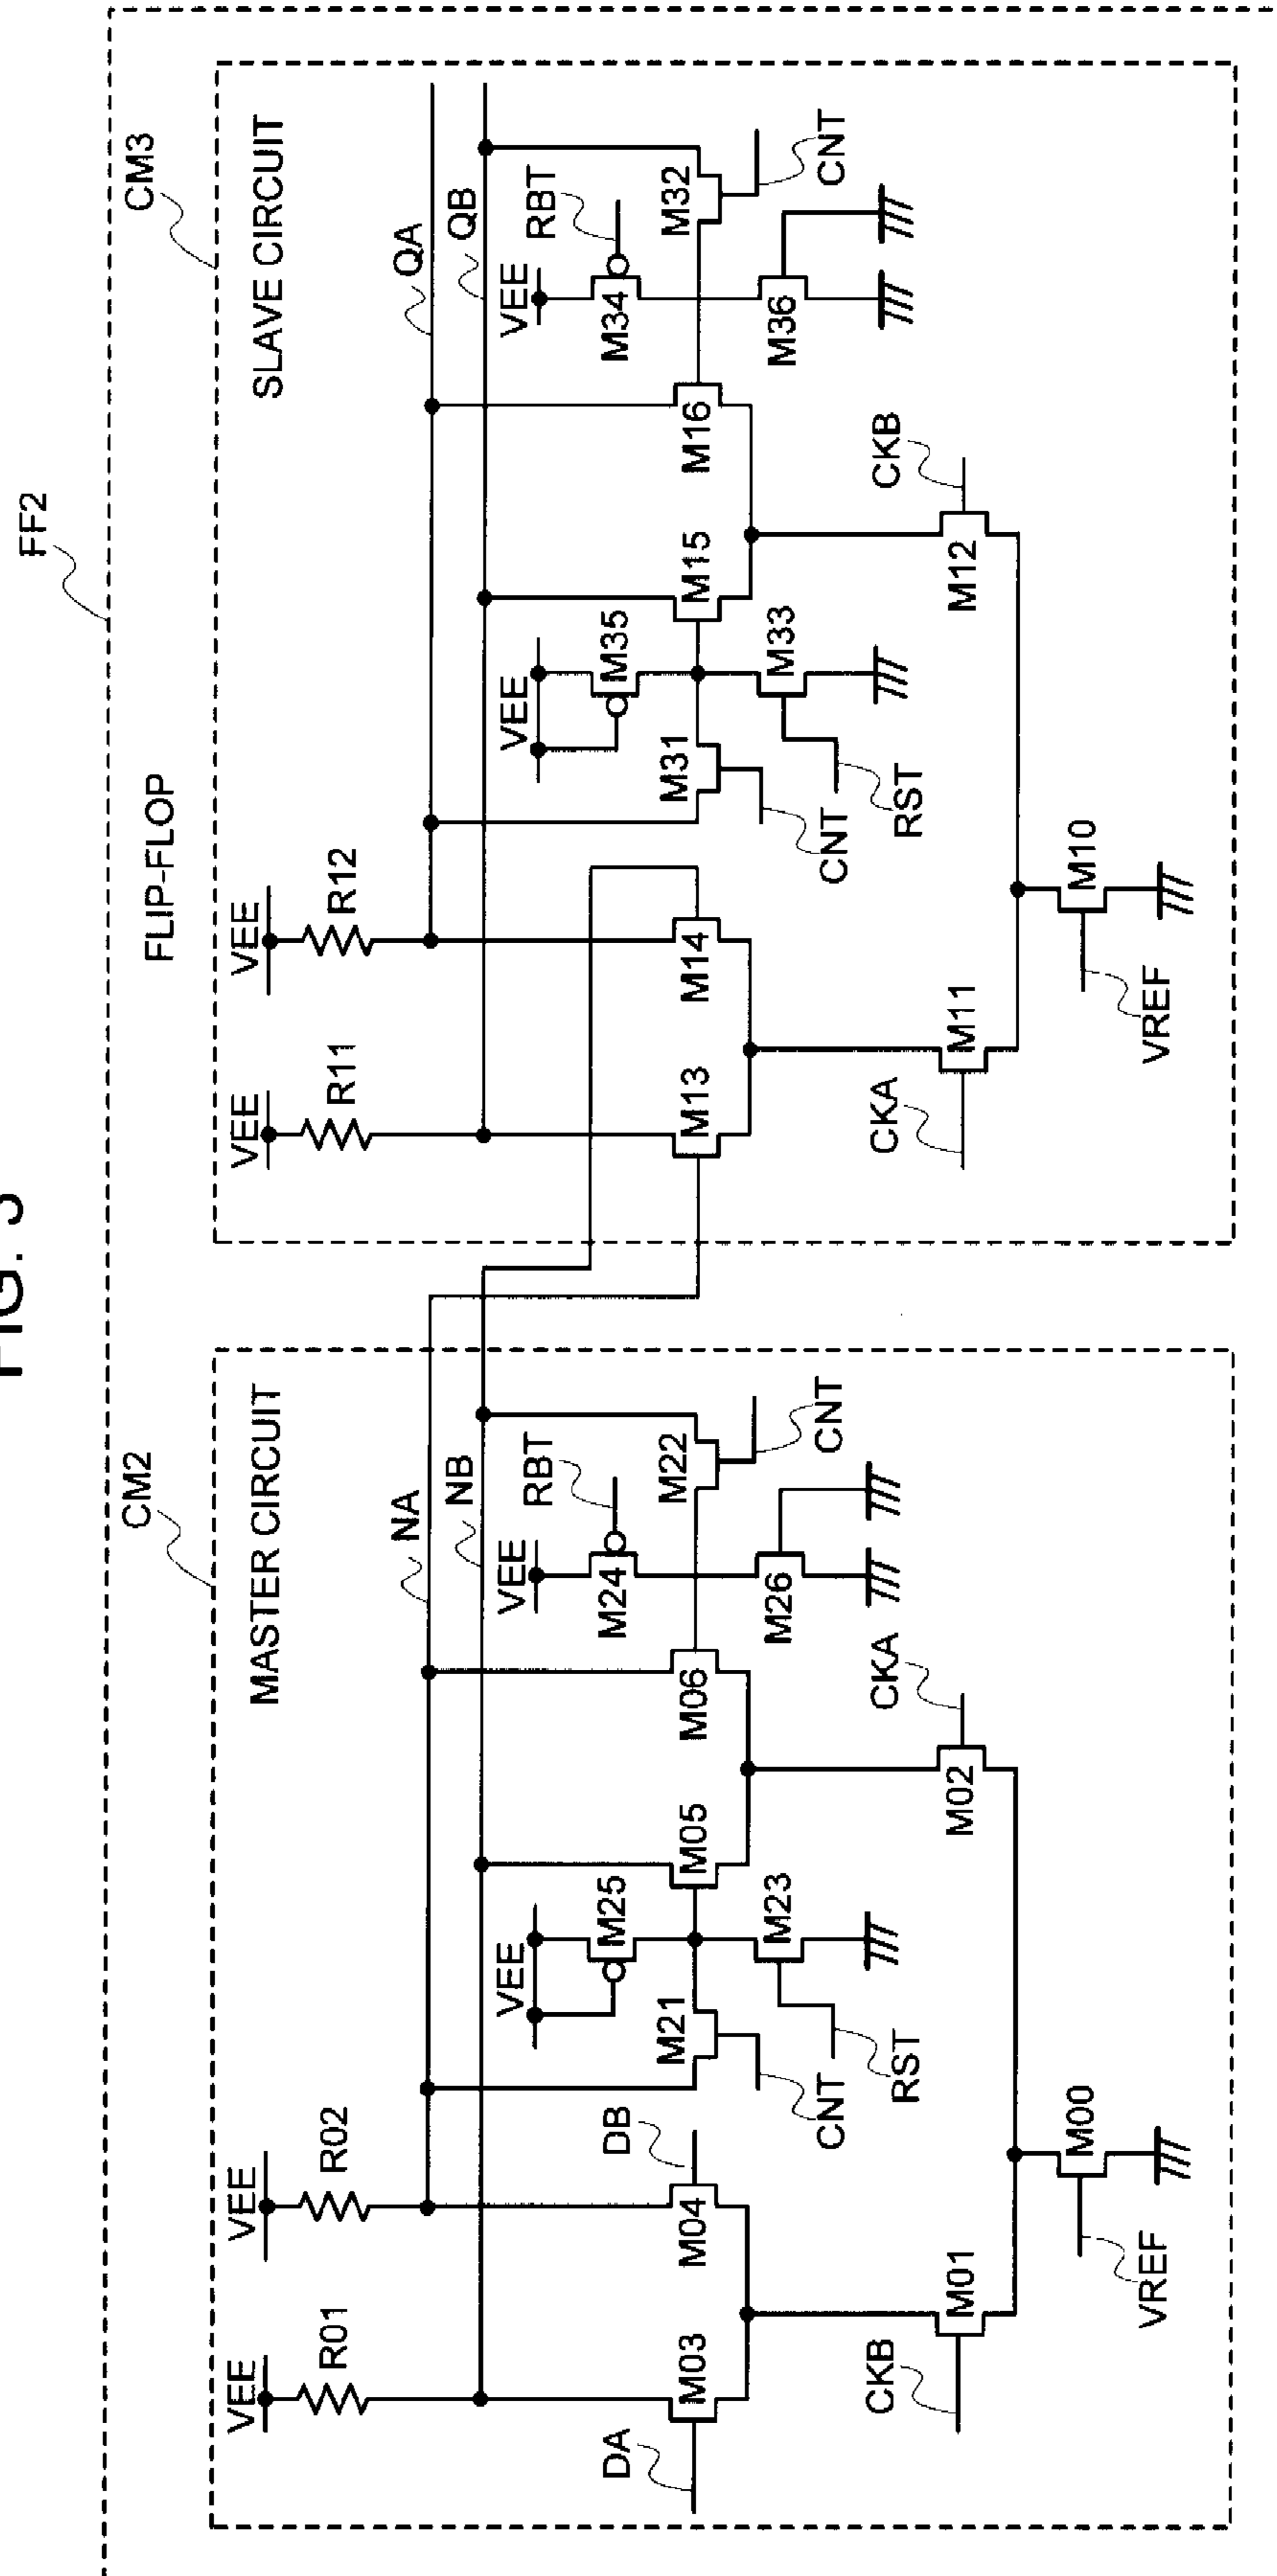 FIG.
FF2
FLIP-FLOP
CM2
MASTER CIRCUIT
VEE
R01
VEE
R02
NA
NB
VEE
M25
VEE
M24
RBT
DA
M03
M04
DB
M21
CNT
M05
M06
M22
CNT
M23
RST
M26
CKB
M01
M02
CKA
M00
VREF
CM3
SLAVE CIRCUIT
VEE
R11
VEE
R12
QA
QB
VEE
M35
VEE
M34
RBT
M13
M14
M31
CNT
M15
M16
M32
CNT
M33
RST
M36
CKA
M11
M12
CKB
M10
VREF